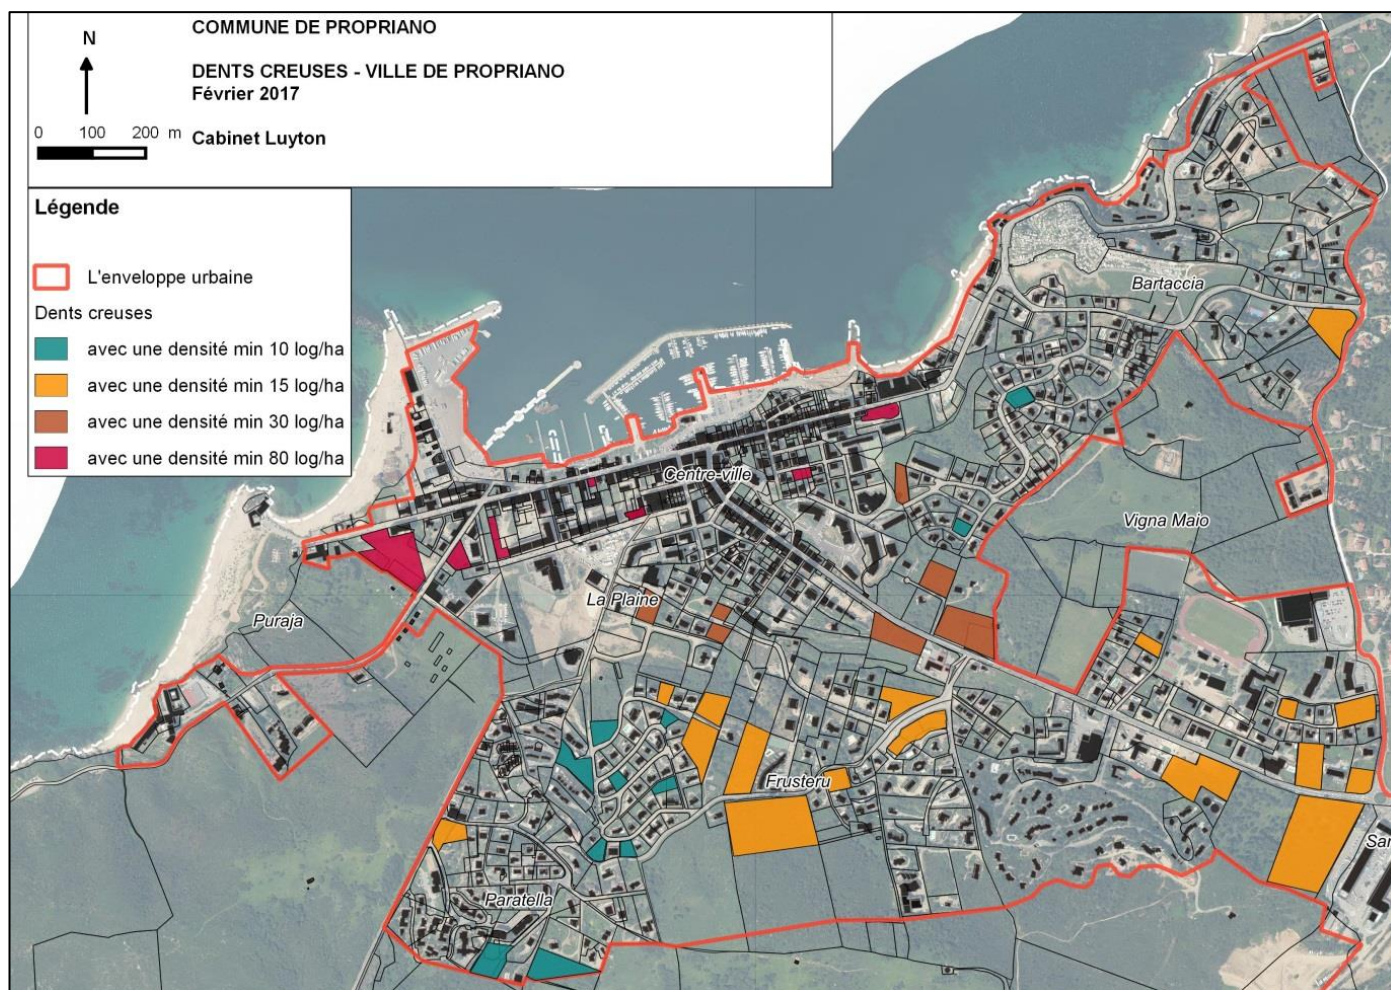 COMMUNE DE PROPRIANO
N
DENTS CREUSES - VILLE DE PROPRIANO
Février 2017
0 100 200 m
Cabinet Luyton
Légende
L'enveloppe urbaine
Dents creuses
avec une densité min 10 log/ha
avec une densité min 15 log/ha
avec une densité min 30 log/ha
avec une densité min 80 log/ha
Bartaccia
Centre-ville
Vigna Maio
La Plaine
Puraja
Frusteru
San
Paratella